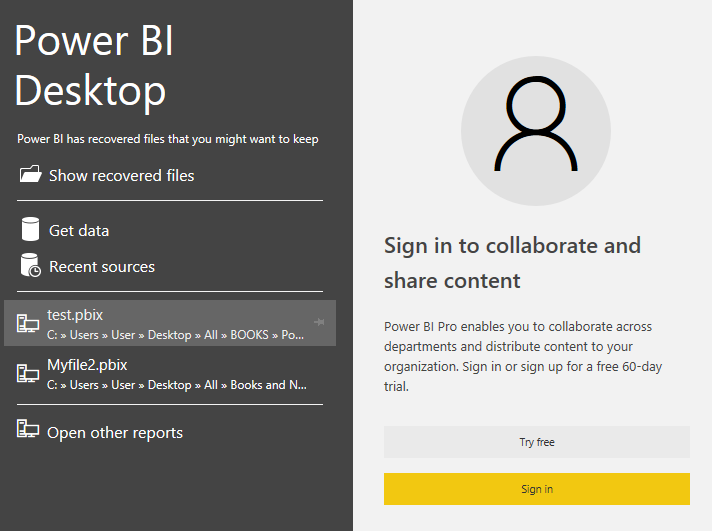 Power BI
Desktop
Power BI has recovered files that you might want to keep
Show recovered files
Get data
Recent sources
test.pbix
C: » Users » User » Desktop » All » BOOKS » Po...
Myfile2.pbix
C: » Users » User » Desktop » All » Books and N...
Open other reports
Sign in to collaborate and
share content
Power BI Pro enables you to collaborate across
departments and distribute content to your
organization. Sign in or sign up for a free 60-day
trial.
Try free
Sign in